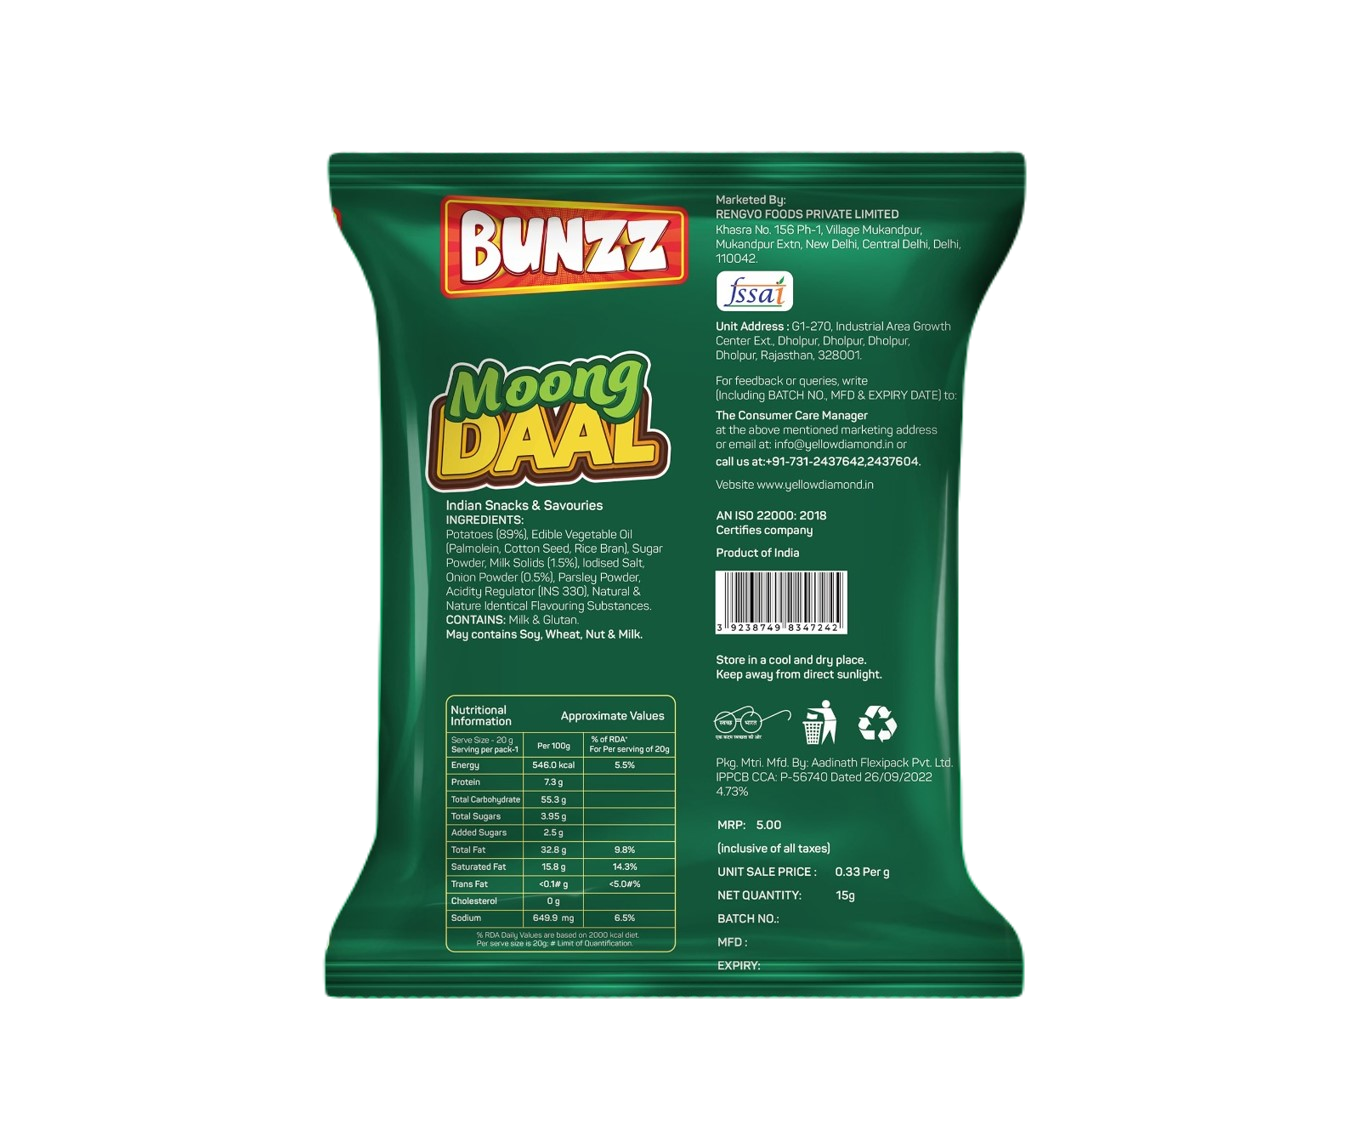 BUNZZ
Moong
DAAL
Indian Snacks & Savouries
INGREDIENTS:
Potatoes (89%), Edible Vegetable Oil
(Palmolein, Cotton Seed, Rice Bran), Sugar
Powder, Milk Solids (1.5%), Iodised Salt,
Onion Powder (0.5%), Parsley Powder,
Acidity Regulator (INS 330), Natural &
Nature Identical Flavouring Substances.
CONTAINS: Milk & Glutan.
May contains Soy, Wheat, Nut & Milk.
Nutritional Information Approximate Values
Serve Size - 20 g
Serving per pack-1 Per 100g % of RDA* For Per serving of 20g
Energy 546.0 kcal 5.5%
Protein 7.3 g
Total Carbohydrate 55.3 g
Total Sugars 3.95 g
Added Sugars 2.5 g
Total Fat 32.8 g 9.8%
Saturated Fat 15.8 g 14.3%
Trans Fat <0.1# g <5.0#%
Cholesterol 0 g
Sodium 649.9 mg 6.5%
% RDA Daily Values are based on 2000 kcal diet.
Per serve size is 20g; # Limit of Quantification.
Marketed By:
RENGVO FOODS PRIVATE LIMITED
Khasra No. 156 Ph-1, Village Mukandpur,
Mukandpur Extn, New Delhi, Central Delhi, Delhi,
110042.
fssai
Unit Address : G1-270, Industrial Area Growth
Center Ext., Dholpur, Dholpur, Dholpur,
Dholpur, Rajasthan, 328001.
For feedback or queries, write
(Including BATCH NO., MFD & EXPIRY DATE) to:
The Consumer Care Manager
at the above mentioned marketing address
or email at: info@yellowdiamond.in or
call us at:+91-731-2437642,2437604.
Vebsite www.yellowdiamond.in
AN ISO 22000: 2018
Certifies company
Product of India
3 9238749 8347242
Store in a cool and dry place.
Keep away from direct sunlight.
स्वच्छ भारत
एक कदम स्वच्छता की ओर
Pkg. Mtri. Mfd. By: Aadinath Flexipack Pvt. Ltd.
IPPCB CCA: P-56740 Dated 26/09/2022
4.73%
MRP: 5.00
(inclusive of all taxes)
UNIT SALE PRICE : 0.33 Per g
NET QUANTITY: 15g
BATCH NO.:
MFD :
EXPIRY: